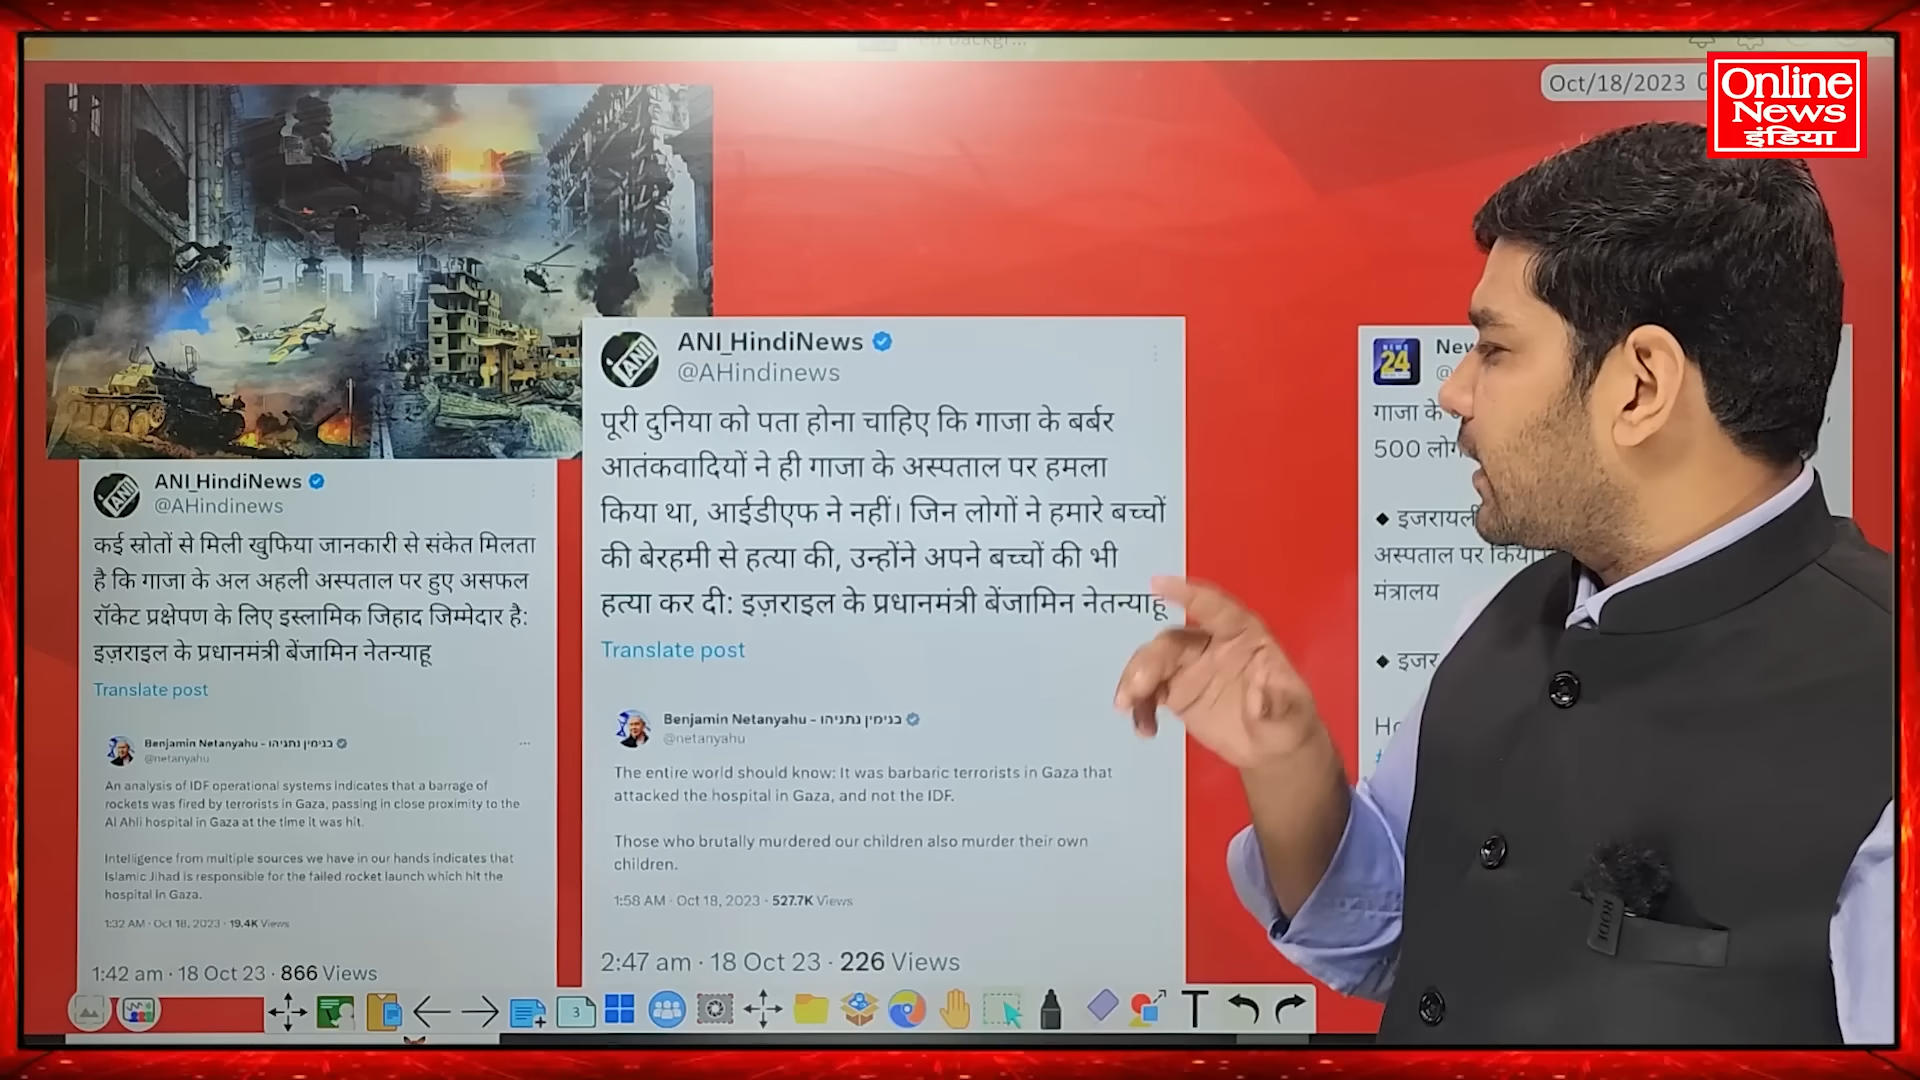 Oct/18/2023
Online
News
इंडिया
ANI_HindiNews
@AHindinews
कई स्रोतों से मिली खुफिया जानकारी से संकेत मिलता
है कि गाजा के अल अहली अस्पताल पर हुए असफल
रॉकेट प्रक्षेपण के लिए इस्लामिक जिहाद जिम्मेदार है:
इज़राइल के प्रधानमंत्री बेंजामिन नेतन्याहू
Translate post
Benjamin Netanyahu - בנימין נתניהו
@netanyahu
An analysis of IDF operational systems indicates that a barrage of
rockets was fired by terrorists in Gaza, passing in close proximity to the
Al Ahli hospital in Gaza at the time it was hit.
Intelligence from multiple sources we have in our hands indicates that
Islamic Jihad is responsible for the failed rocket launch which hit the
hospital in Gaza.
1:32 AM · Oct 18, 2023 · 19.4K Views
1:42 am · 18 Oct 23 · 866 Views
ANI_HindiNews
@AHindinews
पूरी दुनिया को पता होना चाहिए कि गाजा के बर्बर
आतंकवादियों ने ही गाजा के अस्पताल पर हमला
किया था, आईडीएफ ने नहीं। जिन लोगों ने हमारे बच्चों
की बेरहमी से हत्या की, उन्होंने अपने बच्चों की भी
हत्या कर दी: इज़राइल के प्रधानमंत्री बेंजामिन नेतन्याहू
Translate post
Benjamin Netanyahu - בנימין נתניהו
@netanyahu
The entire world should know: It was barbaric terrorists in Gaza that
attacked the hospital in Gaza, and not the IDF.
Those who brutally murdered our children also murder their own
children.
1:58 AM · Oct 18, 2023 · 527.7K Views
2:47 am · 18 Oct 23 · 226 Views
NEWS
24
गाजा के
500
◆
अस्पताल पर
मंत्रालय
◆
3
T
RODE